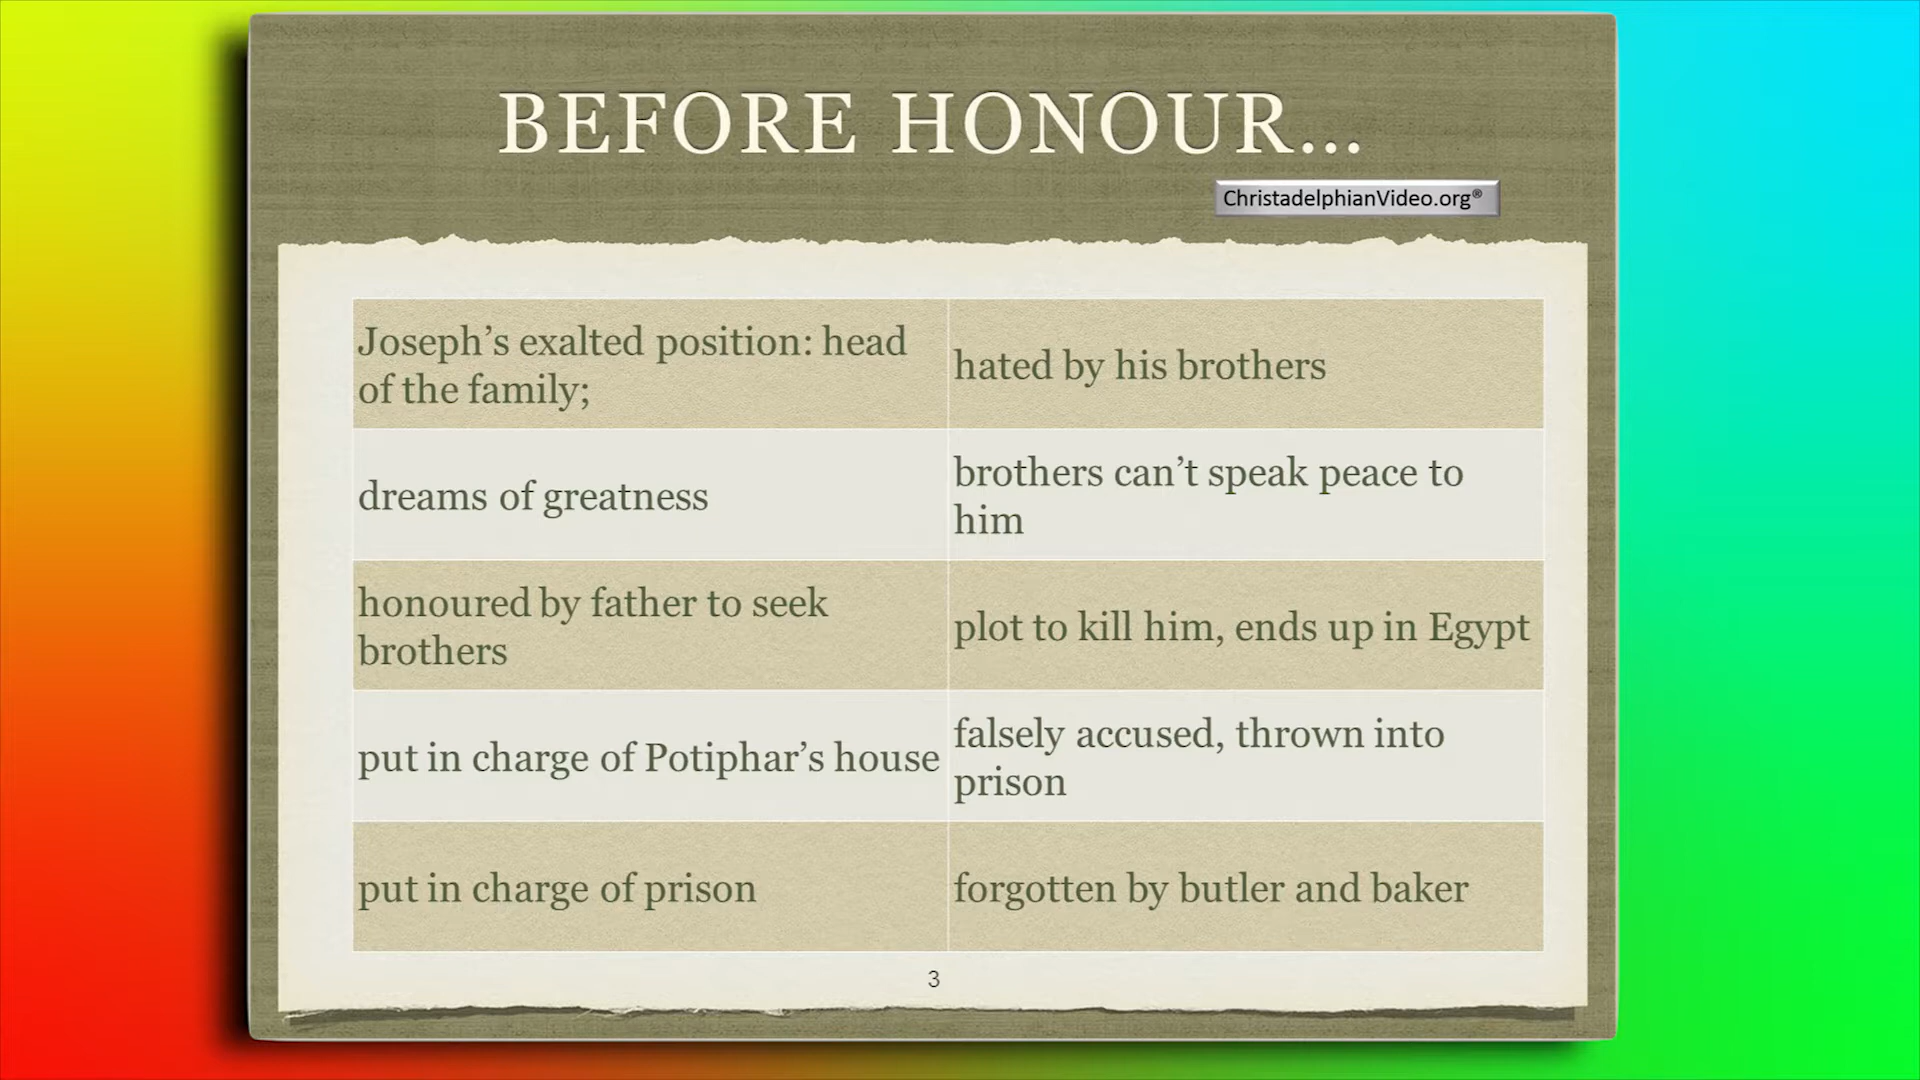 BEFORE HONOUR...
ChristadelphianVideo.org®
Joseph’s exalted position: head
of the family;
hated by his brothers
dreams of greatness
brothers can’t speak peace to
him
honoured by father to seek
brothers
plot to kill him, ends up in Egypt
put in charge of Potiphar’s house
falsely accused, thrown into
prison
put in charge of prison
forgotten by butler and baker
3